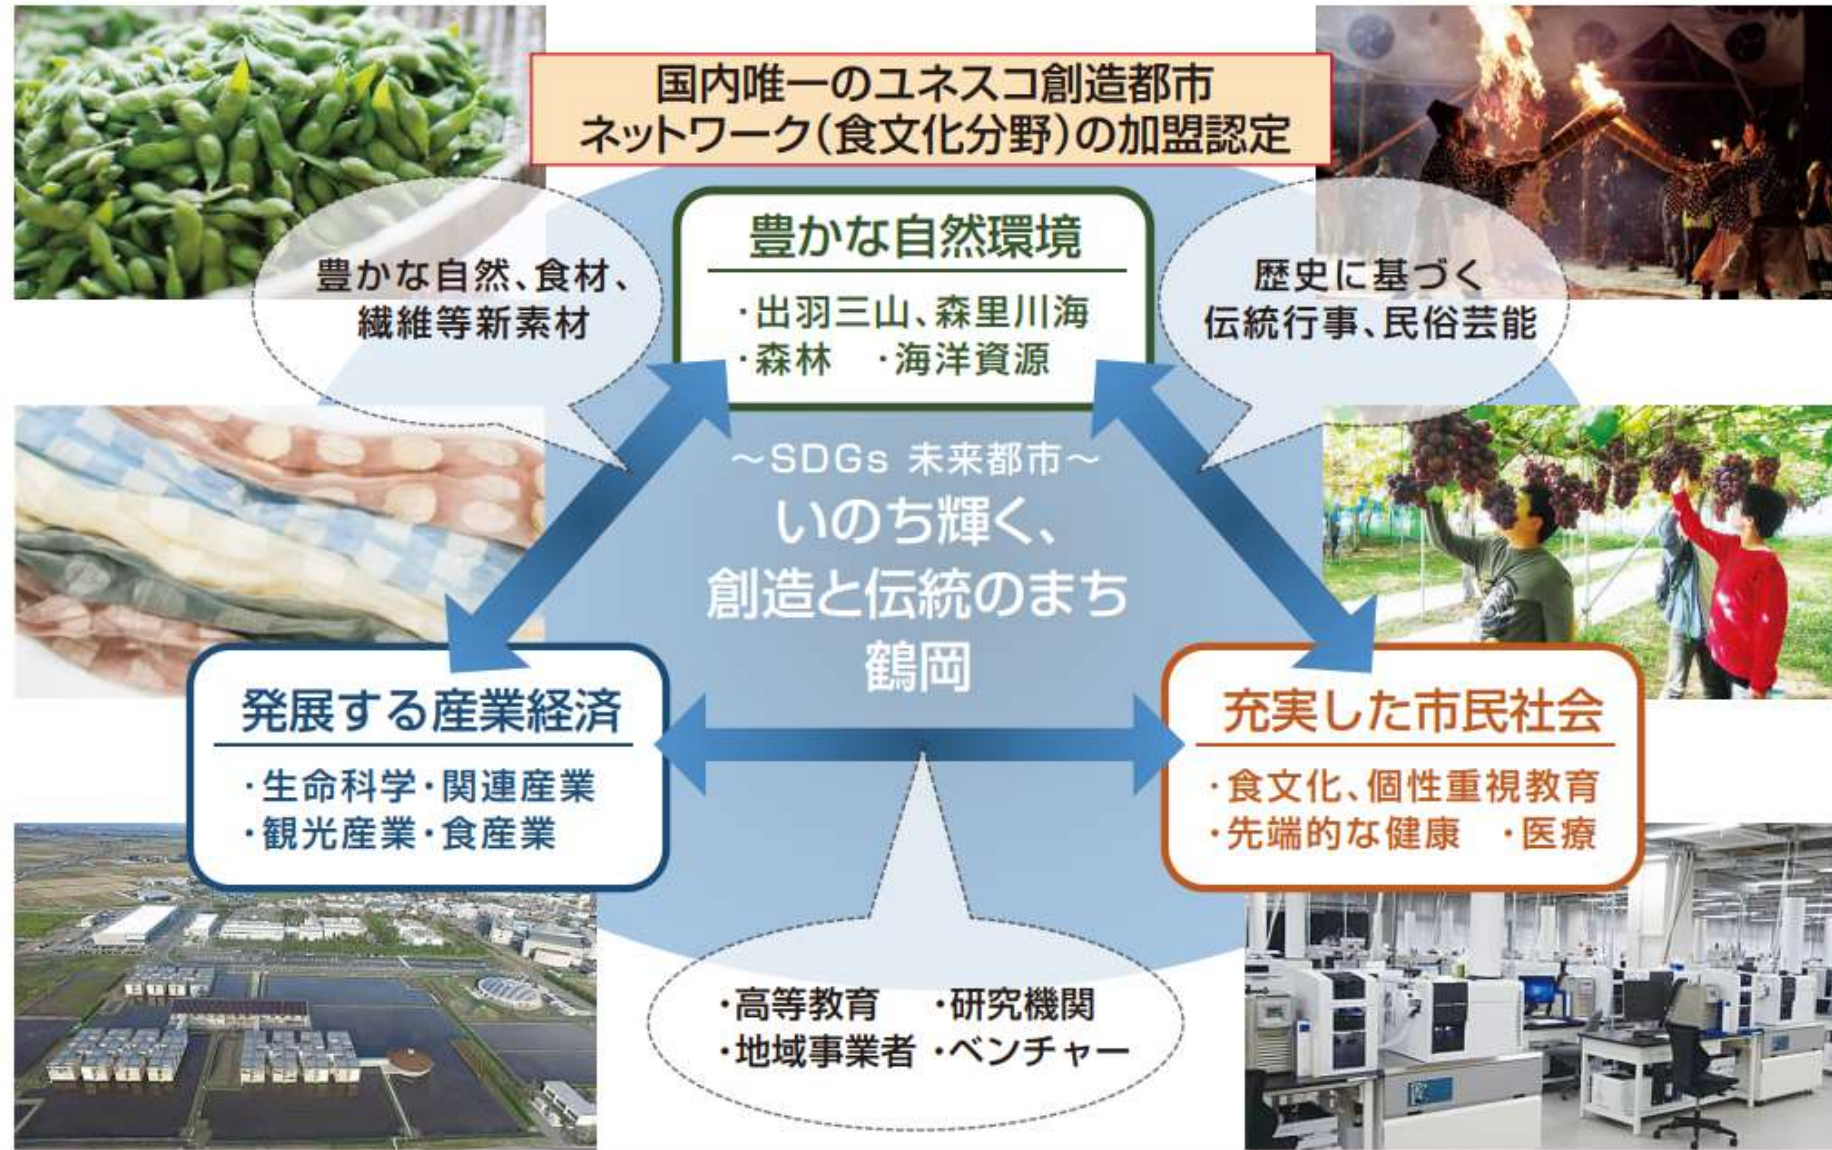 国内唯一のユネスコ創造都市
ネットワーク(食文化分野)の加盟認定
豊かな自然環境
・出羽三山、森里川海
・森林 ・海洋資源
豊かな自然、食材、
繊維等新素材
歴史に基づく
伝統行事、民俗芸能
～SDGs 未来都市～
いのち輝く、
創造と伝統のまち
鶴岡
発展する産業経済
・生命科学・関連産業
・観光産業・食産業
充実した市民社会
・食文化、個性重視教育
・先端的な健康 ・医療
・高等教育 ・研究機関
・地域事業者 ・ベンチャー